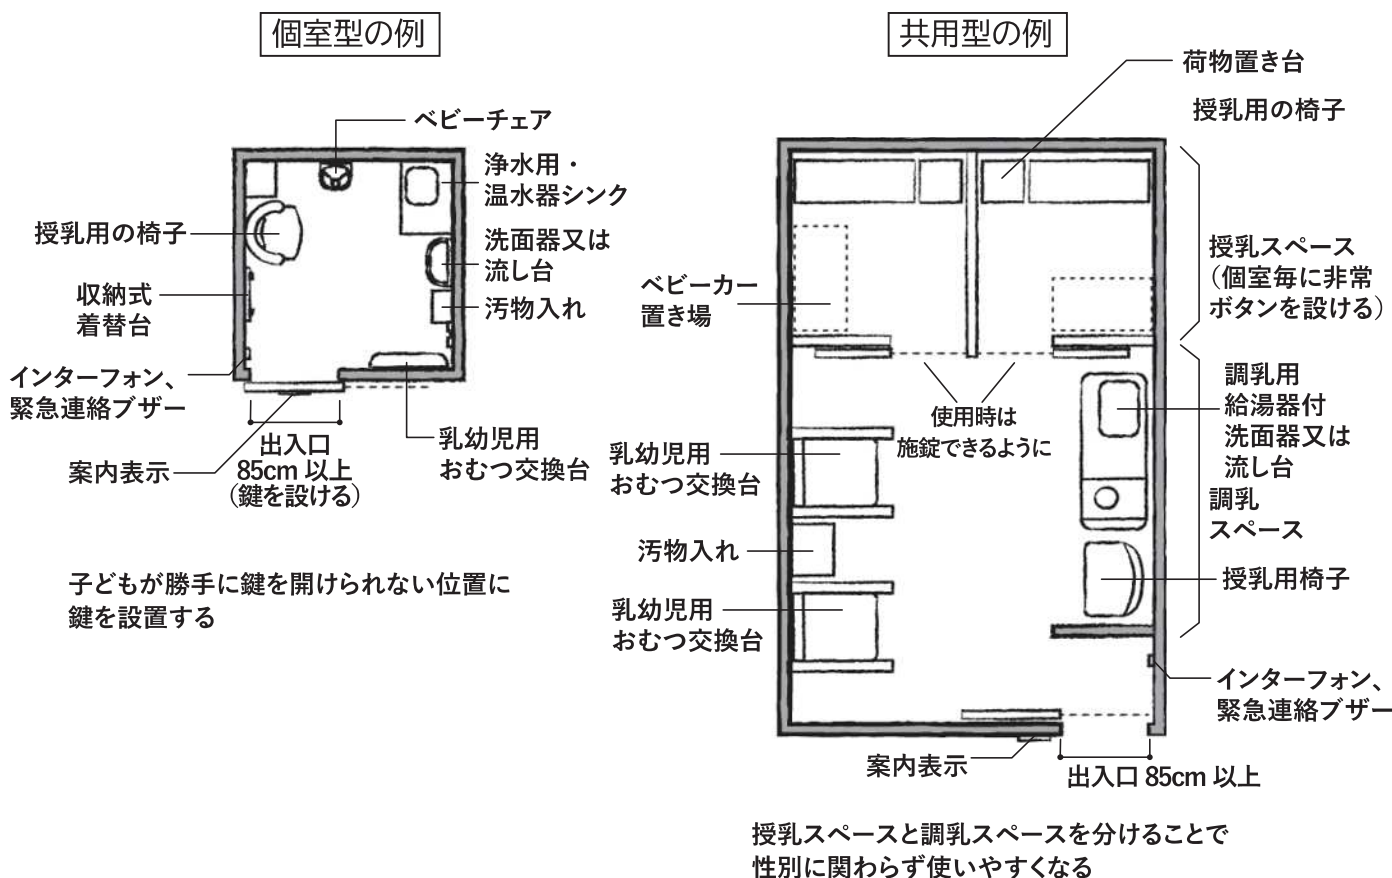 個室型の例
ベビーチェア
浄水用・
温水器シンク
授乳用の椅子
洗面器又は
流し台
収納式
着替台
汚物入れ
インターフォン、
緊急連絡ブザー
出入口
85cm 以上
(鍵を設ける)
案内表示
乳幼児用
おむつ交換台
子どもが勝手に鍵を開けられない位置に
鍵を設置する
共用型の例
荷物置き台
授乳用の椅子
授乳スペース
(個室毎に非常
ボタンを設ける)
ベビーカー
置き場
使用時は
施錠できるように
調乳用
給湯器付
洗面器又は
流し台
調乳
スペース
乳幼児用
おむつ交換台
汚物入れ
授乳用椅子
乳幼児用
おむつ交換台
インターフォン、
緊急連絡ブザー
案内表示
出入口 85cm 以上
授乳スペースと調乳スペースを分けることで
性別に関わらず使いやすくなる